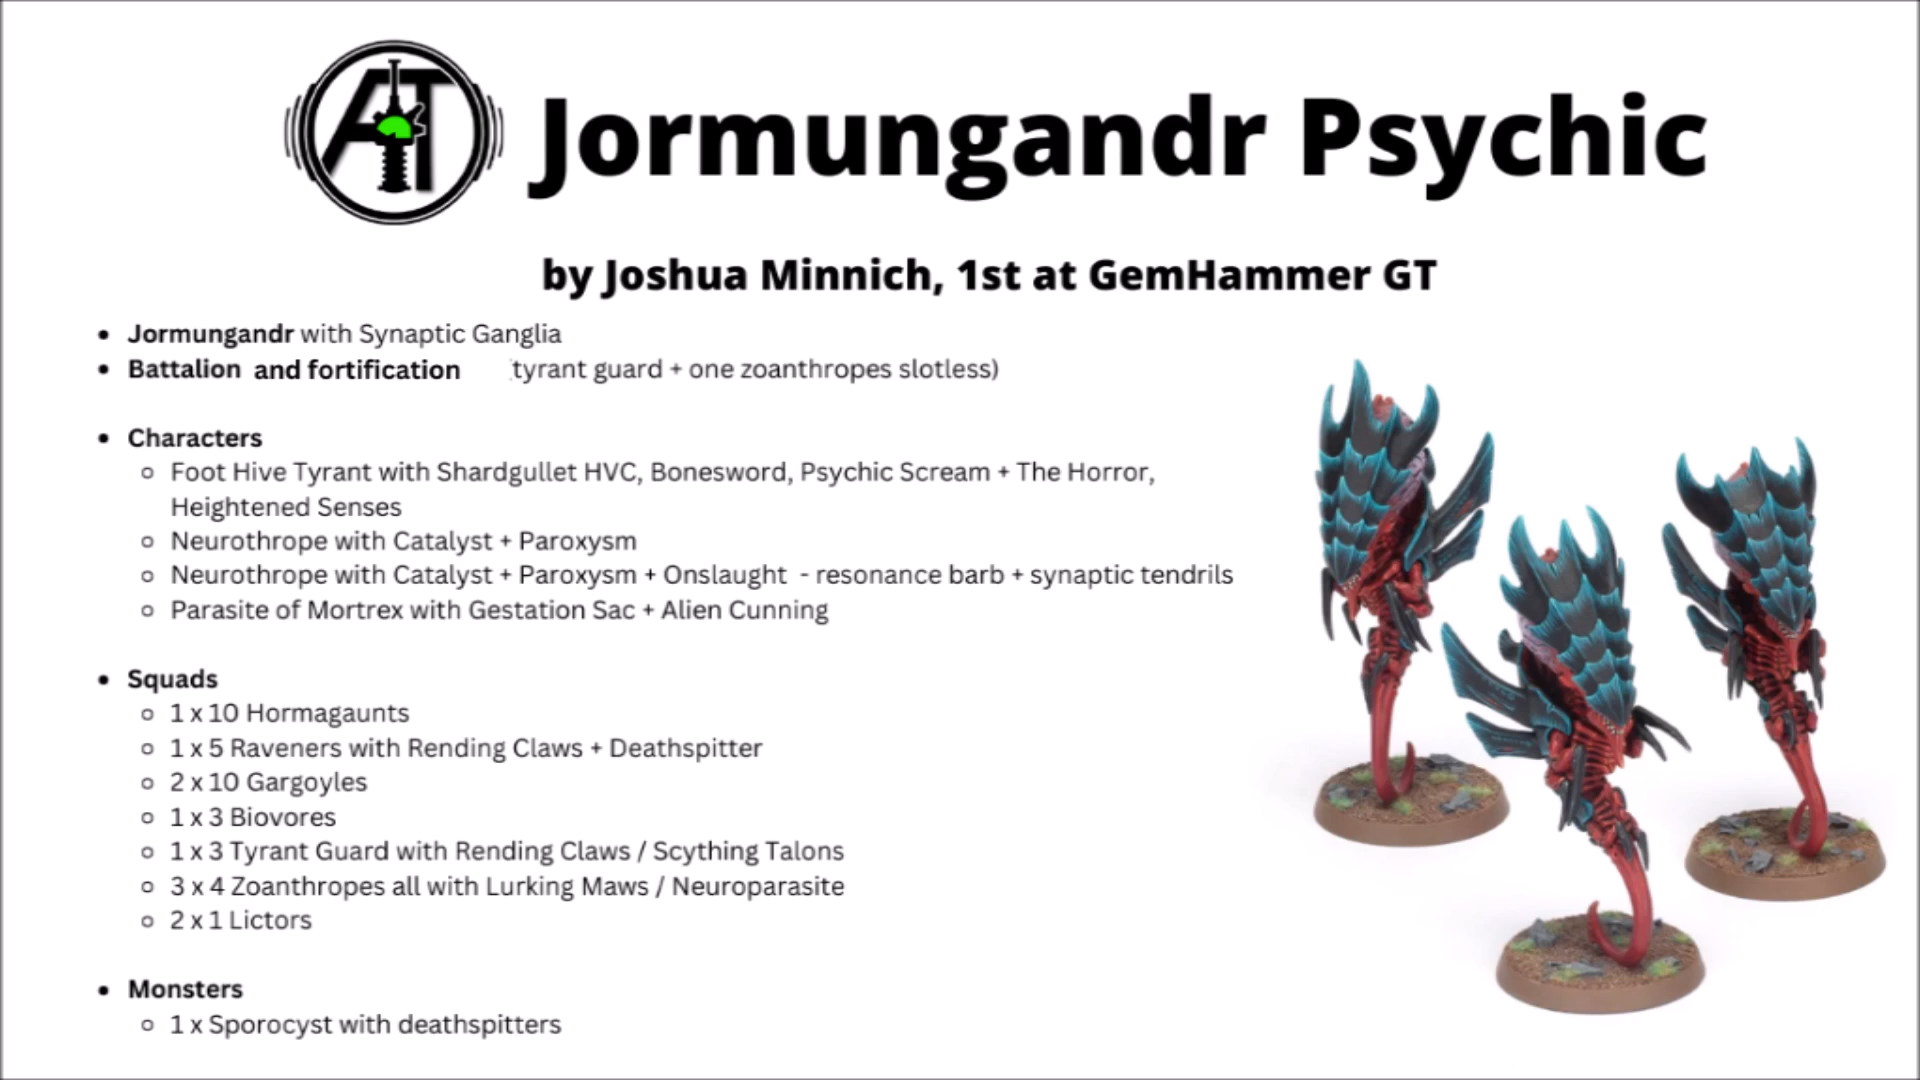 AT
Jormungandr Psychic
by Joshua Minnich, 1st at GemHammer GT
• Jormungandr with Synaptic Ganglia
• Battalion and fortification tyrant guard + one zoanthropes slotless)
• Characters
○ Foot Hive Tyrant with Shardgullet HVC, Bonesword, Psychic Scream + The Horror,
Heightened Senses
○ Neurothrope with Catalyst + Paroxysm
○ Neurothrope with Catalyst + Paroxysm + Onslaught - resonance barb + synaptic tendrils
○ Parasite of Mortrex with Gestation Sac + Alien Cunning
• Squads
○ 1 x 10 Hormagaunts
○ 1 x 5 Raveners with Rending Claws + Deathspitter
○ 2 x 10 Gargoyles
○ 1 x 3 Biovores
○ 1 x 3 Tyrant Guard with Rending Claws / Scything Talons
○ 3 x 4 Zoanthropes all with Lurking Maws / Neuroparasite
○ 2 x 1 Lictors
• Monsters
○ 1 x Sporocyst with deathspitters